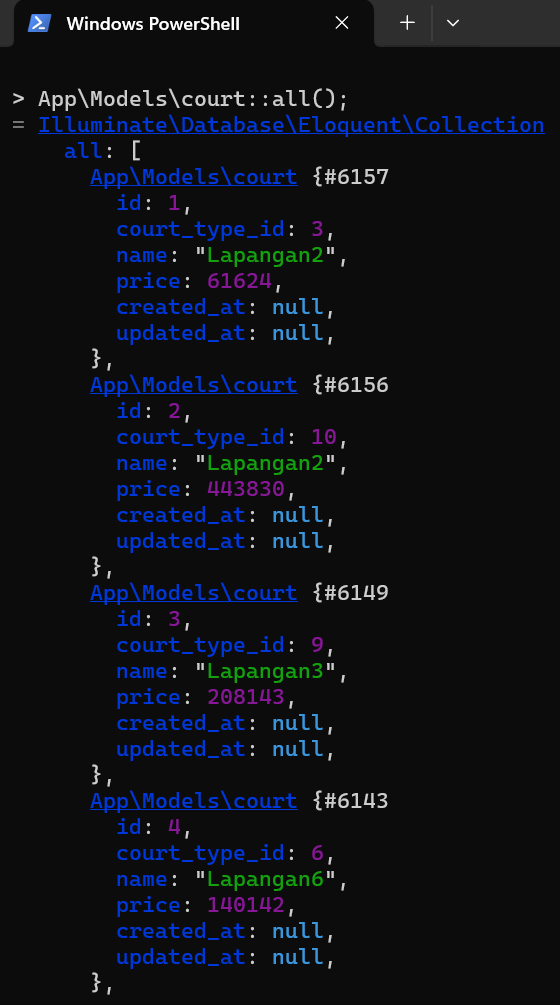 Windows PowerShell
> App\Models\court::all();
= Illuminate\Database\Eloquent\Collection
all: [
App\Models\court {#6157
id: 1,
court_type_id: 3,
name: "Lapangan2",
price: 61624,
created_at: null,
updated_at: null,
},
App\Models\court {#6156
id: 2,
court_type_id: 10,
name: "Lapangan2",
price: 443830,
created_at: null,
updated_at: null,
},
App\Models\court {#6149
id: 3,
court_type_id: 9,
name: "Lapangan3",
price: 208143,
created_at: null,
updated_at: null,
},
App\Models\court {#6143
id: 4,
court_type_id: 6,
name: "Lapangan6",
price: 140142,
created_at: null,
updated_at: null,
},